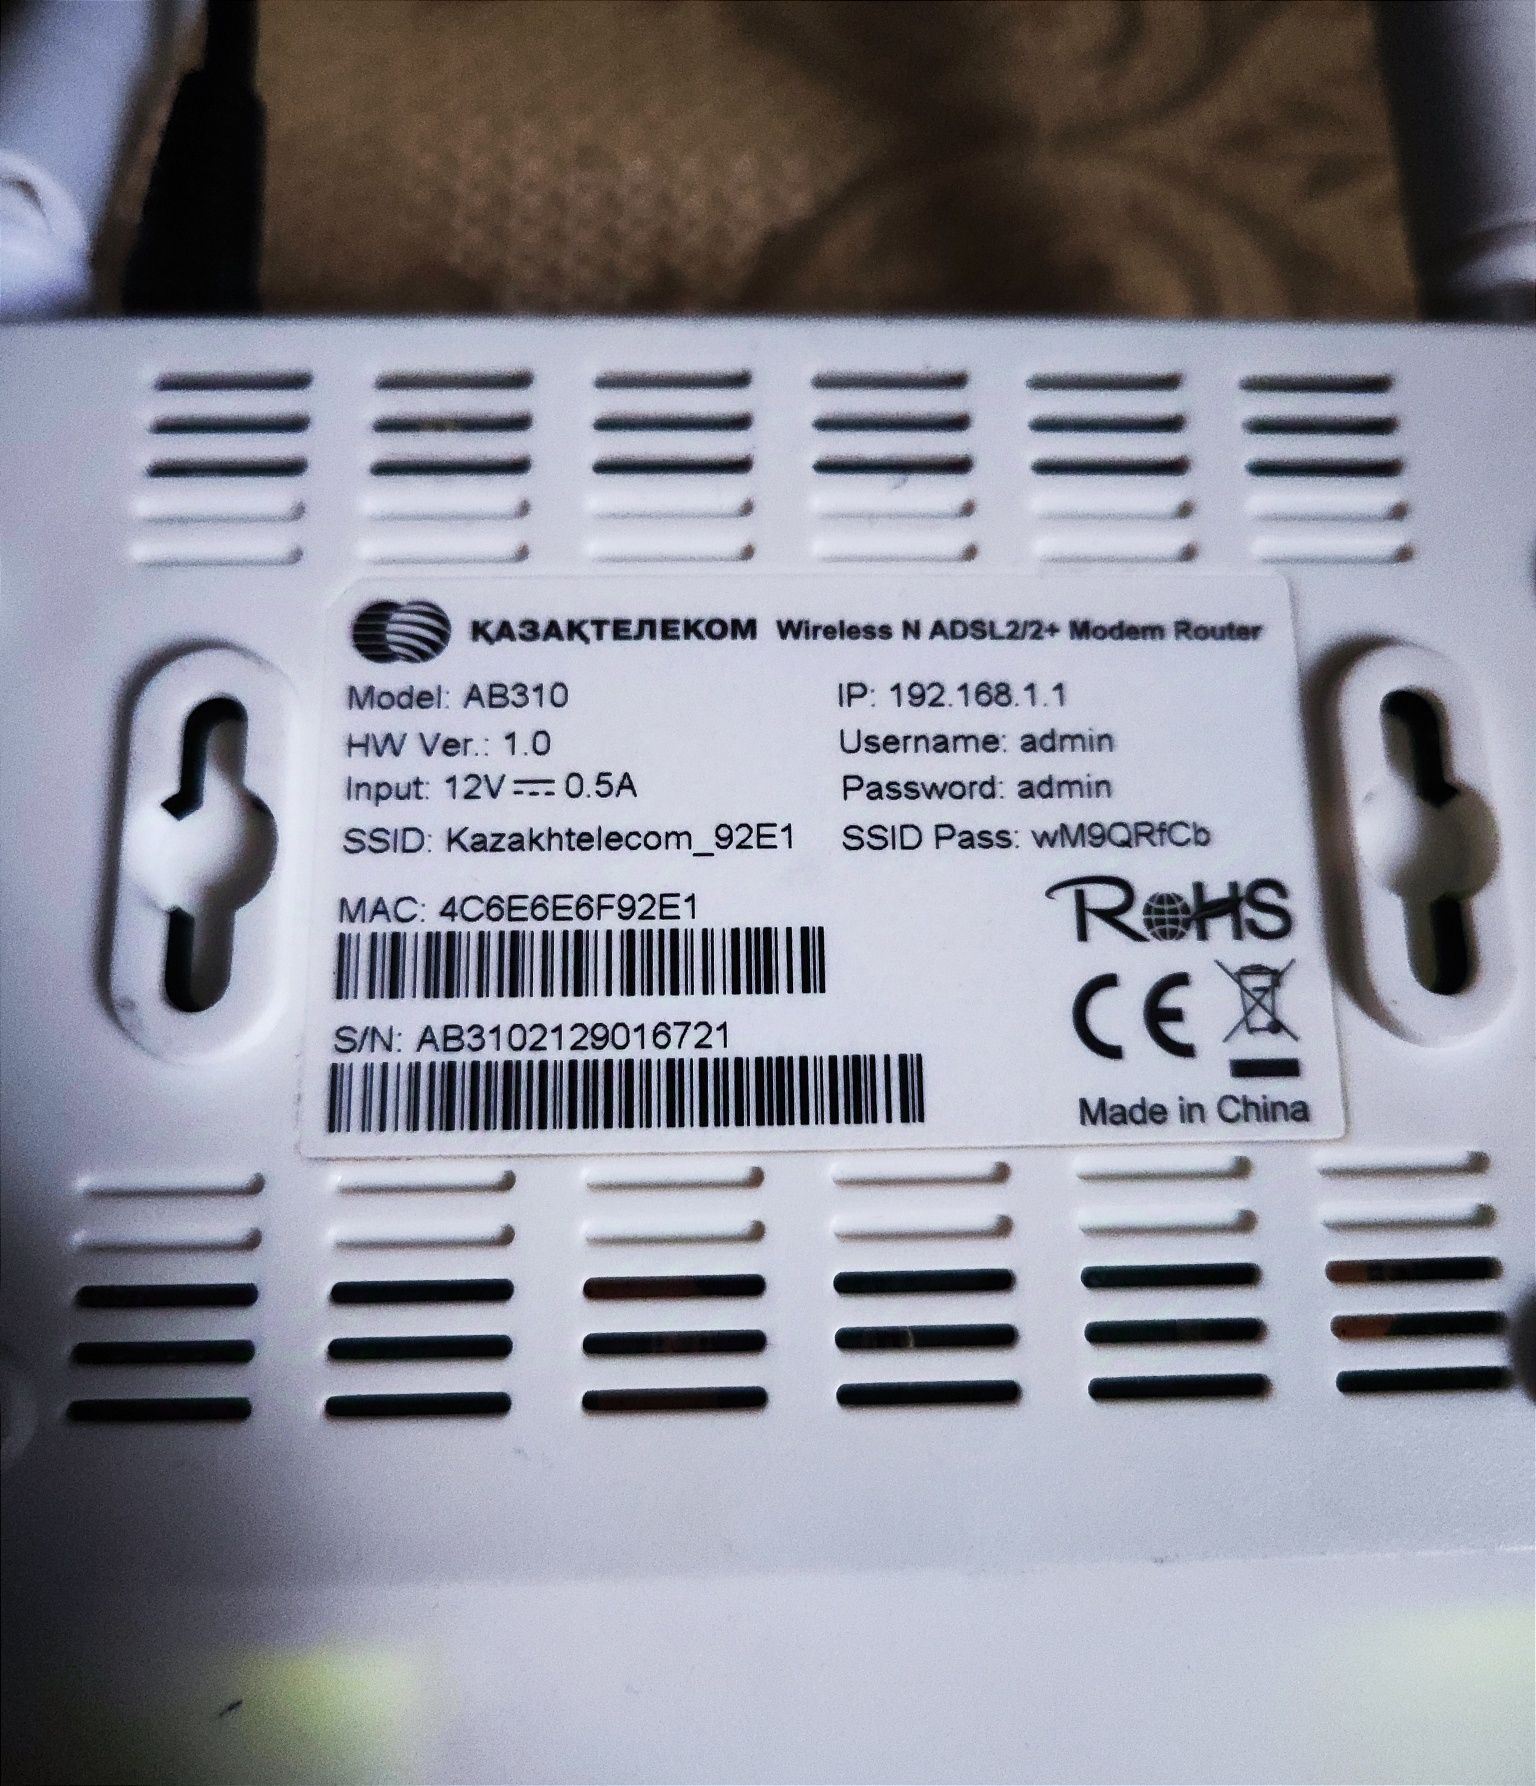 ҚАЗАҚТЕЛЕКОМ Wireless N ADSL2/2+ Modem Router
Model: AB310 IP: 192.168.1.1
HW Ver.: 1.0 Username: admin
Input: 12V⎓0.5A Password: admin
SSID: Kazakhtelecom_92E1 SSID Pass: wM9QRfCb
MAC: 4C6E6E6F92E1
RoHS
CE
S/N: AB3102129016721
Made in China